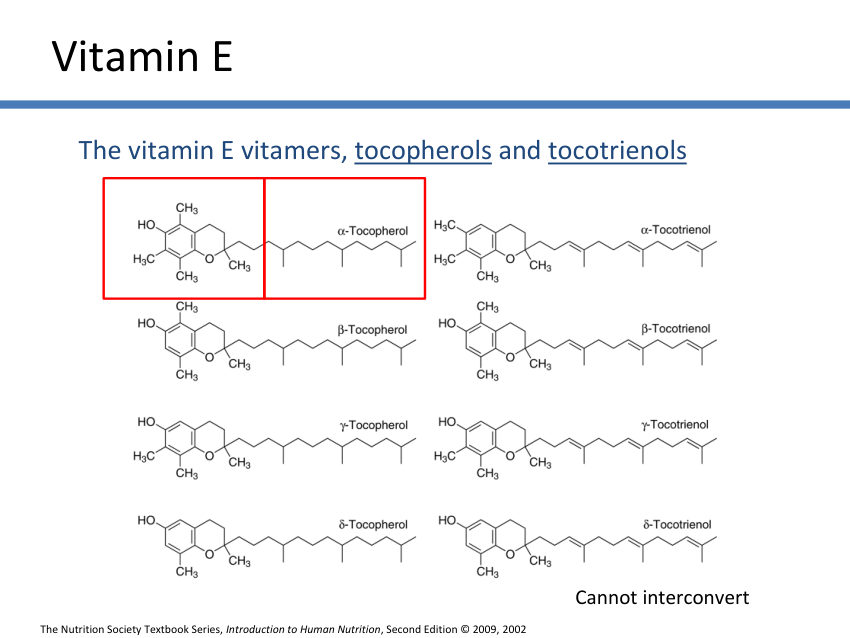 Vitamin E
The vitamin E vitamers, tocopherols and tocotrienols
CH₃
HO
α-Tocopherol
H₃C
O
CH₃
CH₃
H₃C
α-Tocotrienol
H₃C
O
CH₃
CH₃
CH₃
HO
β-Tocopherol
O
CH₃
CH₃
CH₃
HO
β-Tocotrienol
O
CH₃
CH₃
HO
γ-Tocopherol
H₃C
O
CH₃
CH₃
HO
γ-Tocotrienol
H₃C
O
CH₃
CH₃
HO
δ-Tocopherol
O
CH₃
CH₃
HO
δ-Tocotrienol
O
CH₃
CH₃
Cannot interconvert
The Nutrition Society Textbook Series, Introduction to Human Nutrition, Second Edition © 2009, 2002